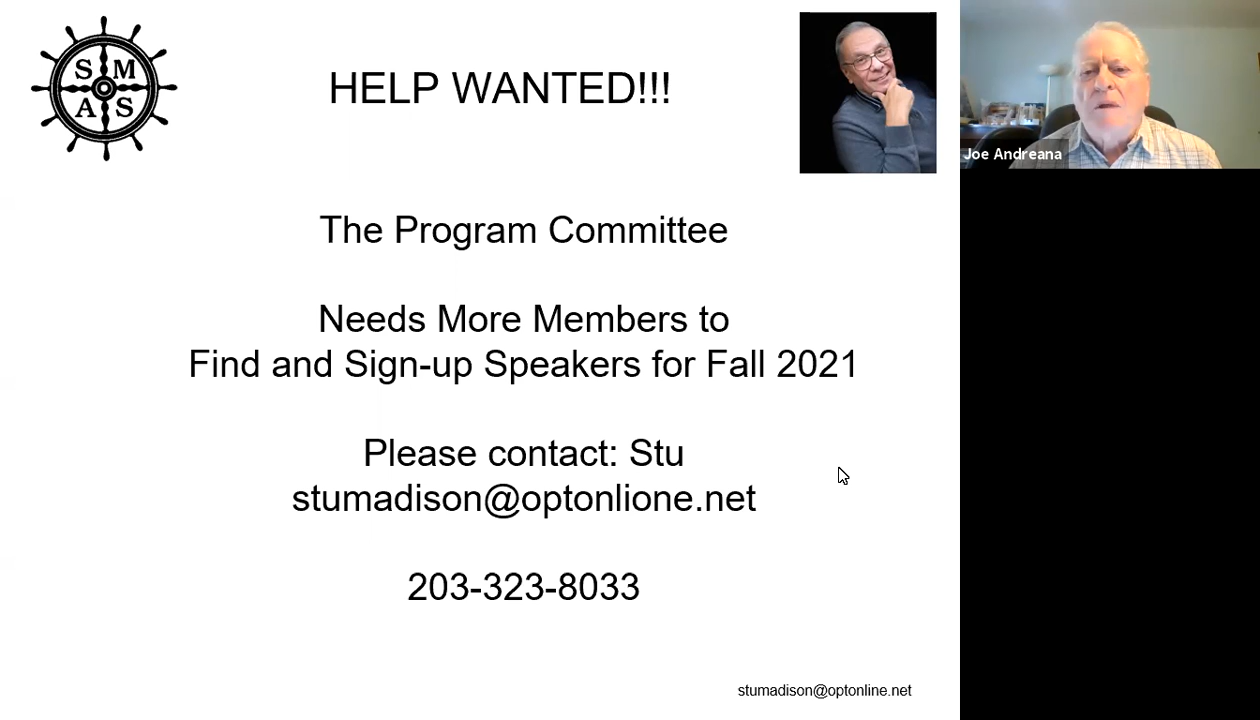 S M
A S
HELP WANTED!!!
Joe Andreana
The Program Committee
Needs More Members to
Find and Sign-up Speakers for Fall 2021
Please contact: Stu
stumadison@optonlione.net
203-323-8033
stumadison@optonline.net